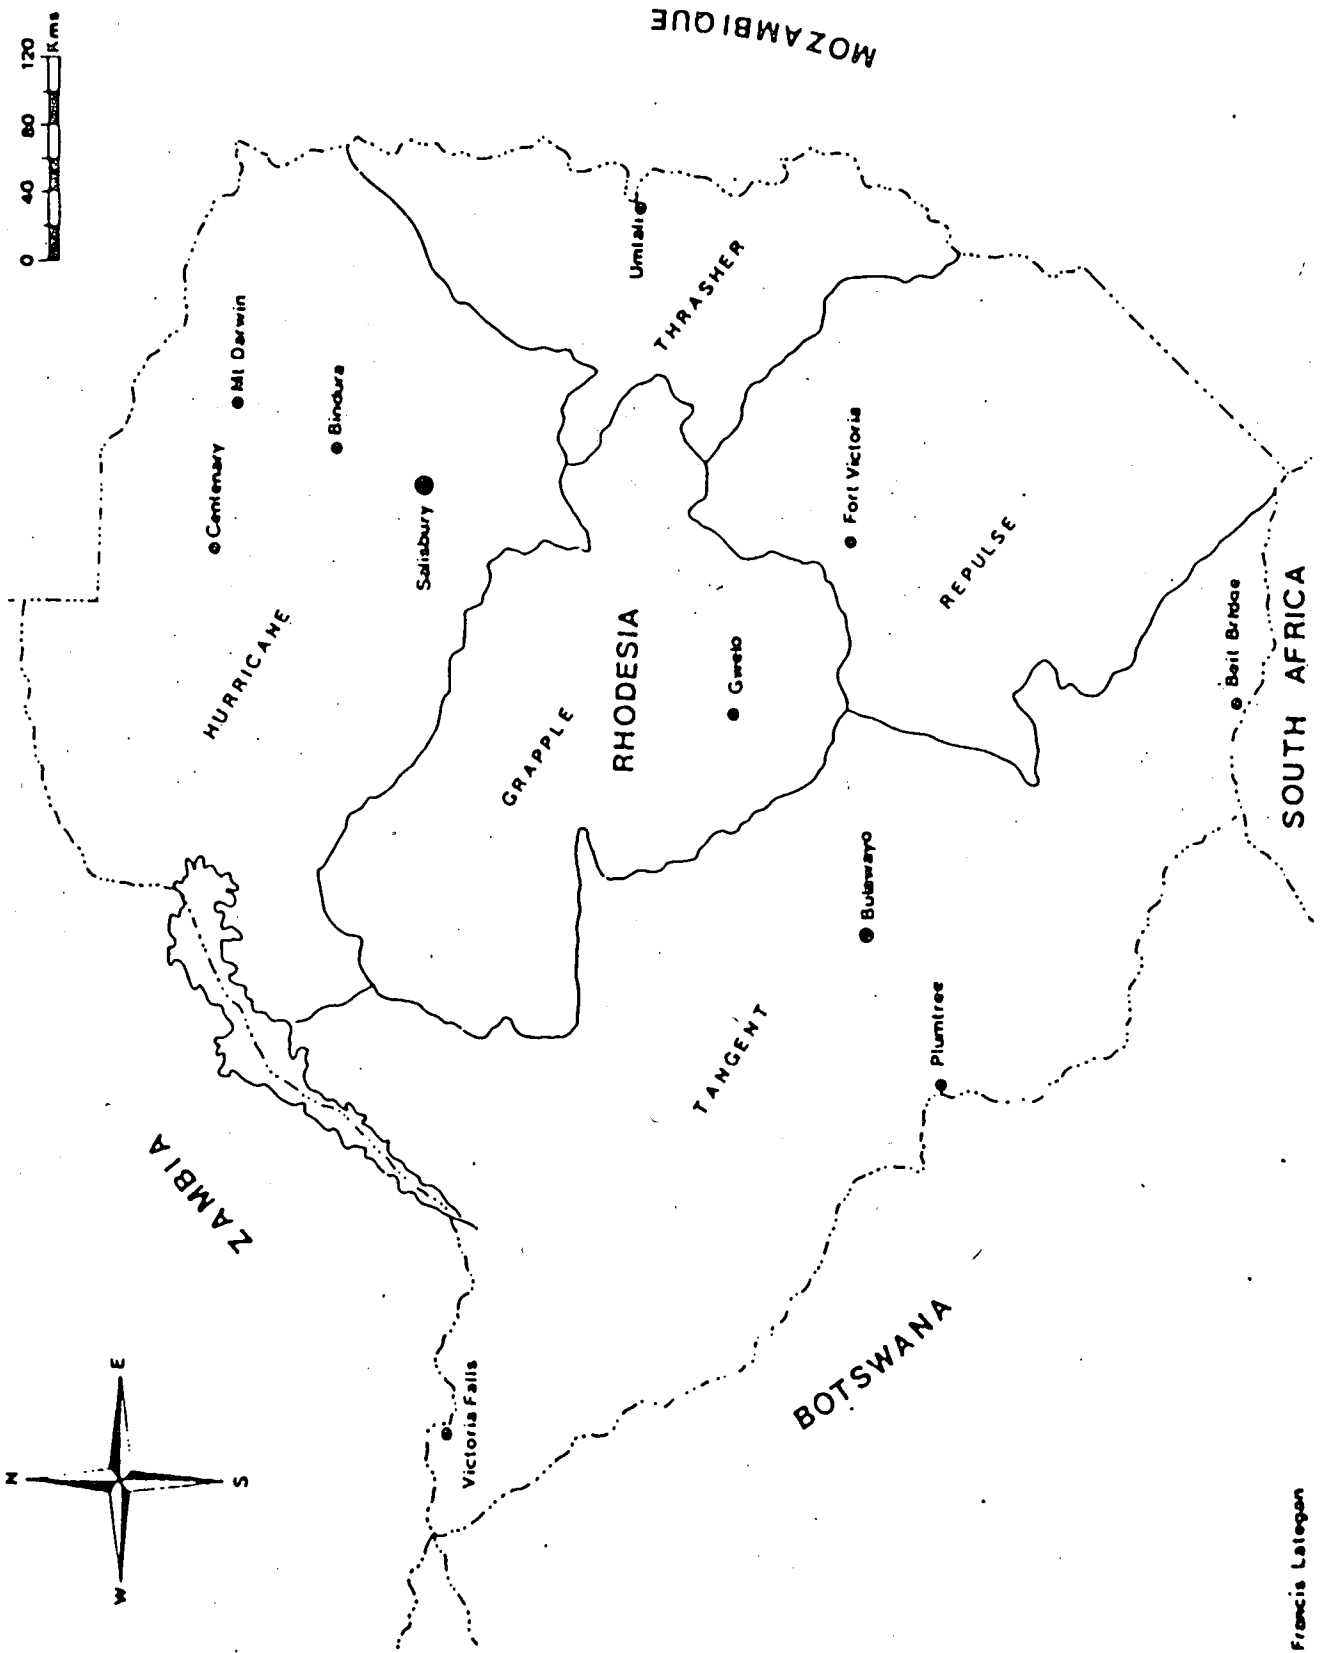 N
W
E
S
0 40 80 120
Kms
ZAMBIA
MOZAMBIQUE
Centenary
Mt Darwin
Bindura
HURRICANE
Salisbury
Victoria Falls
GRAPPLE
RHODESIA
Umtali
THRASHER
Gwelo
TANGENT
Bulawayo
Fort Victoria
Plumtree
REPULSE
BOTSWANA
Beit Bridge
SOUTH AFRICA
Francis Lategan